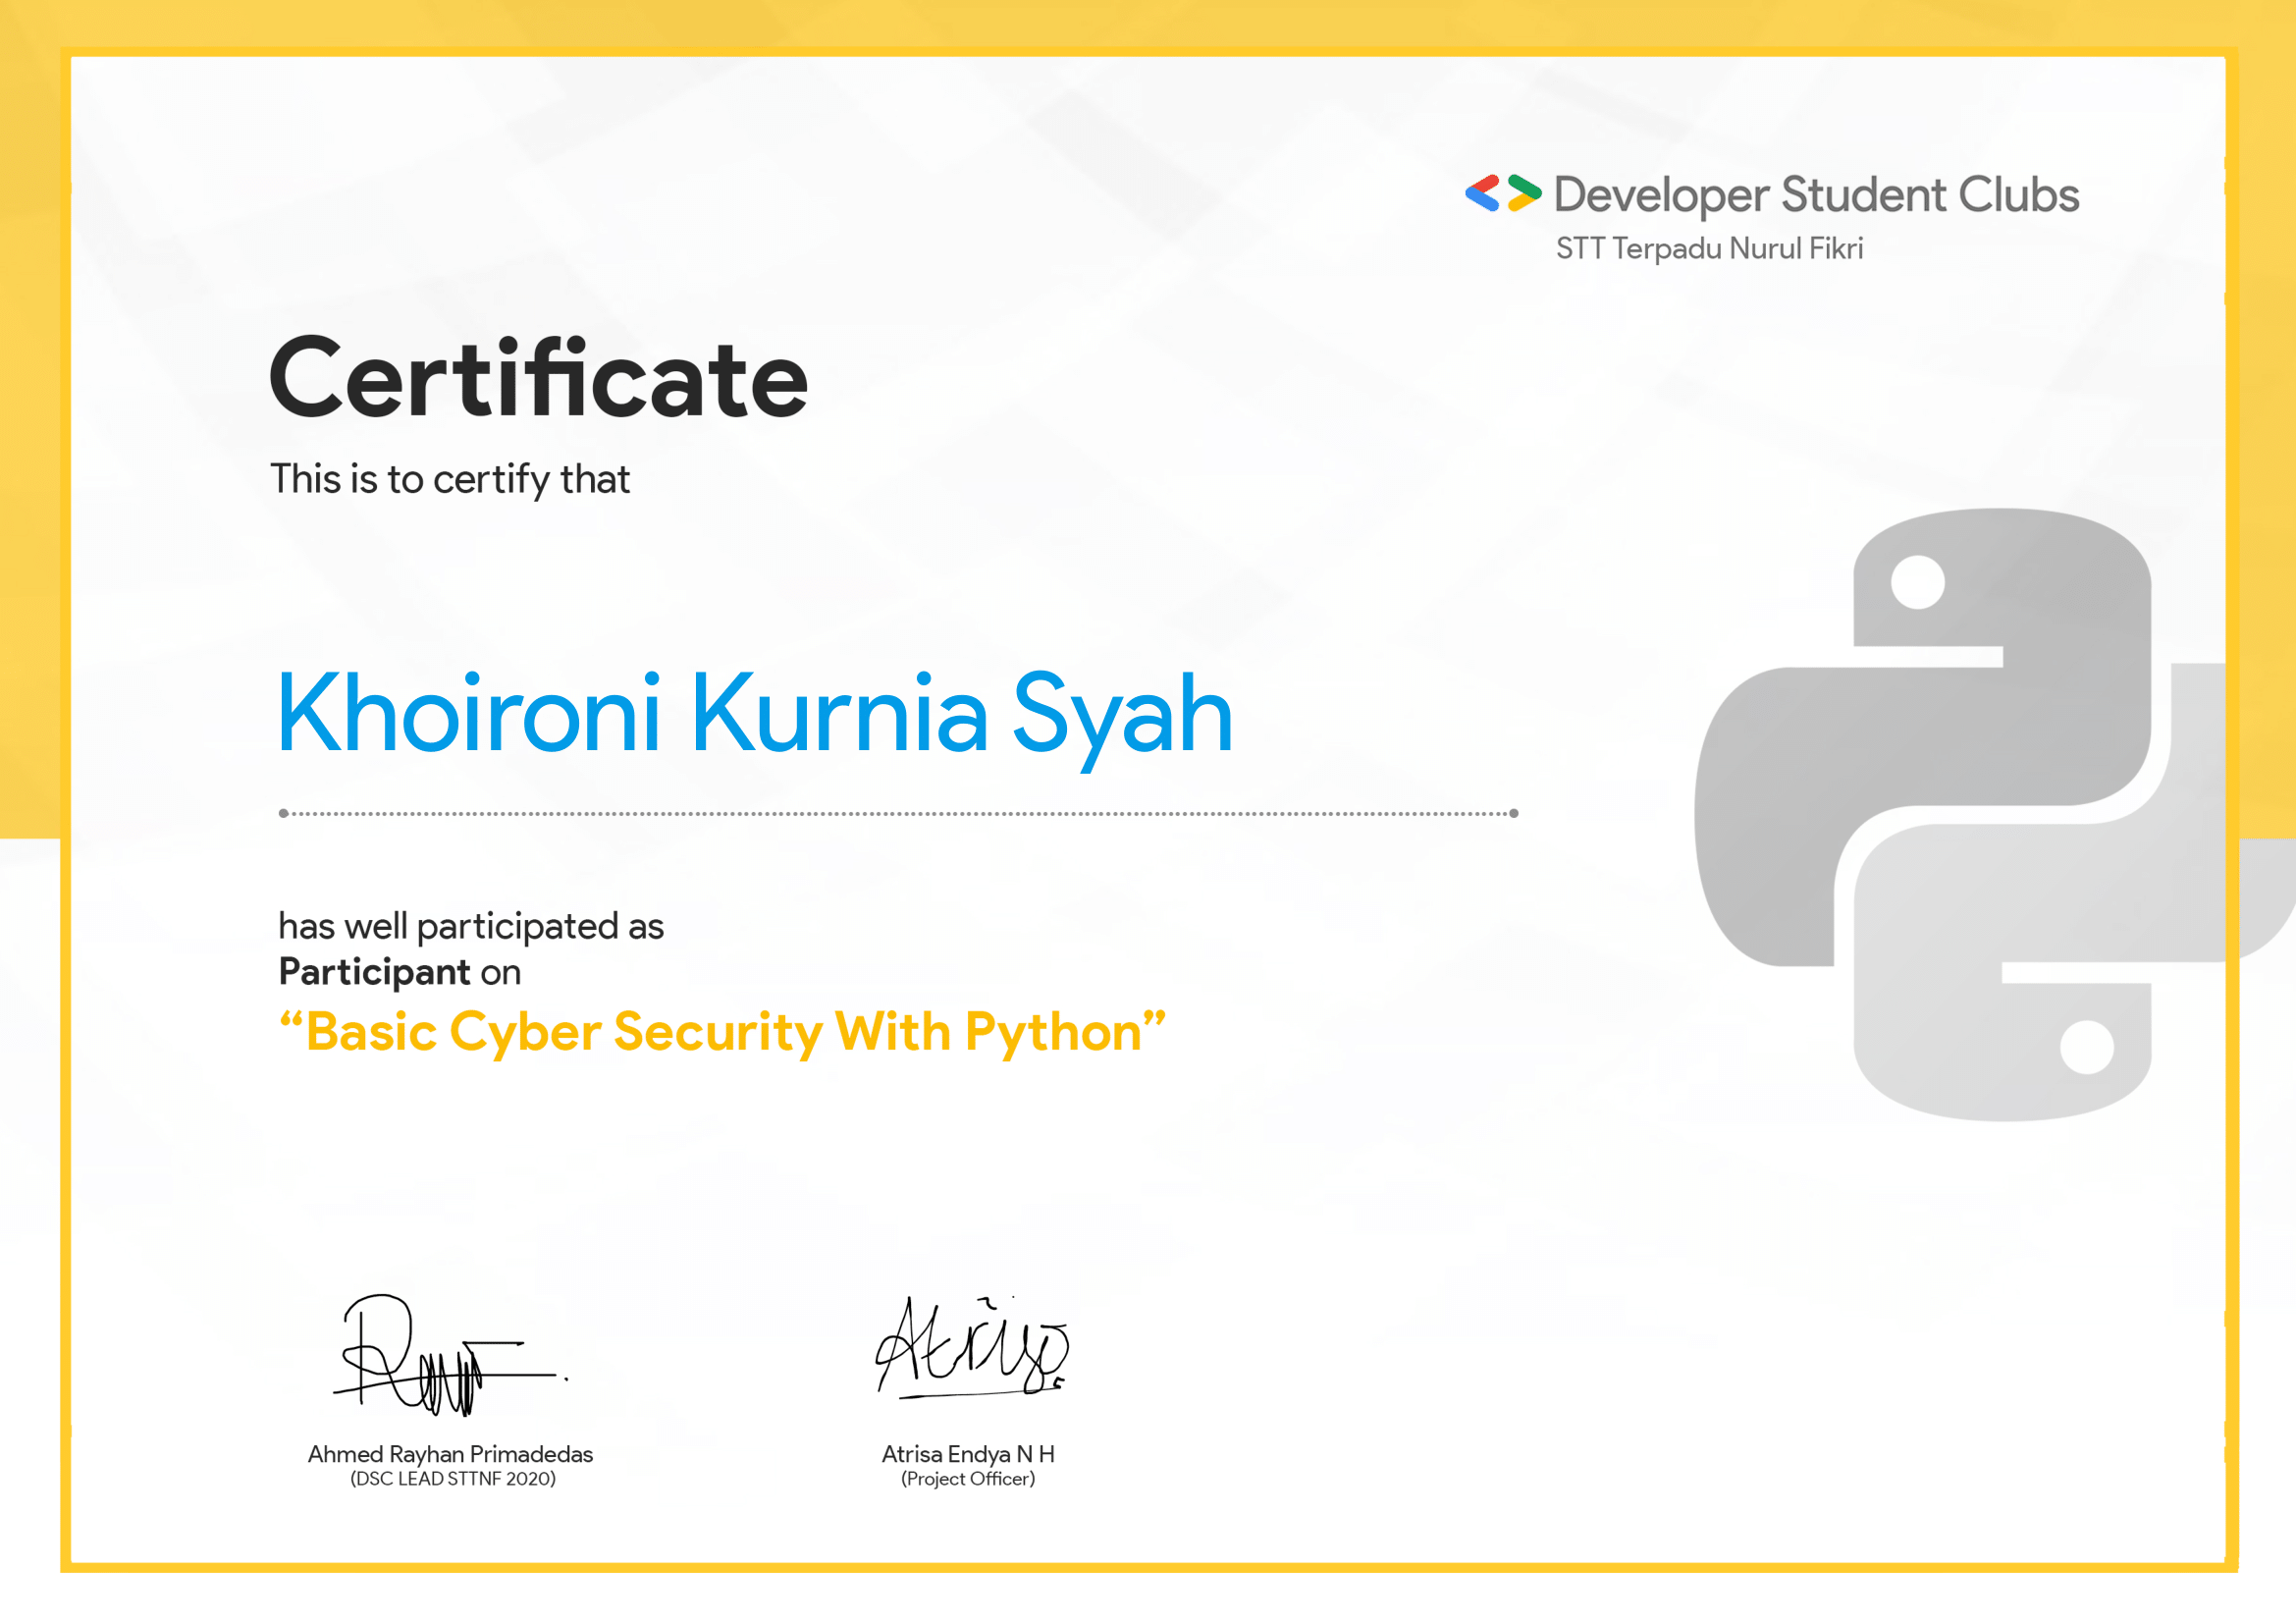 Developer Student Clubs
STT Terpadu Nurul Fikri
Certificate
This is to certify that
Khoironi Kurnia Syah
has well participated as
Participant on
“Basic Cyber Security With Python”
Atrisa
Ahmed Rayhan Primadedas
(DSC LEAD STTNF 2020)
Atrisa Endya N H
(Project Officer)